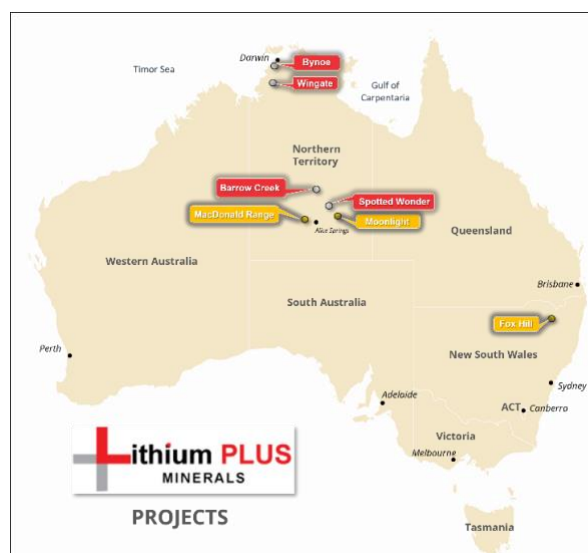 Darwin
Bynoe
Timor Sea
Wingate
Gulf of
Carpentaria
Northern
Territory
Barrow Creek
Spotted Wonder
MacDonald Range
Moonlight
Alice Springs
Queensland
Western Australia
Brisbane
South Australia
Fox Hill
Perth
New South Wales
Sydney
Adelaide
ACT
Canberra
Victoria
Melbourne
Lithium PLUS
MINERALS
PROJECTS
Tasmania